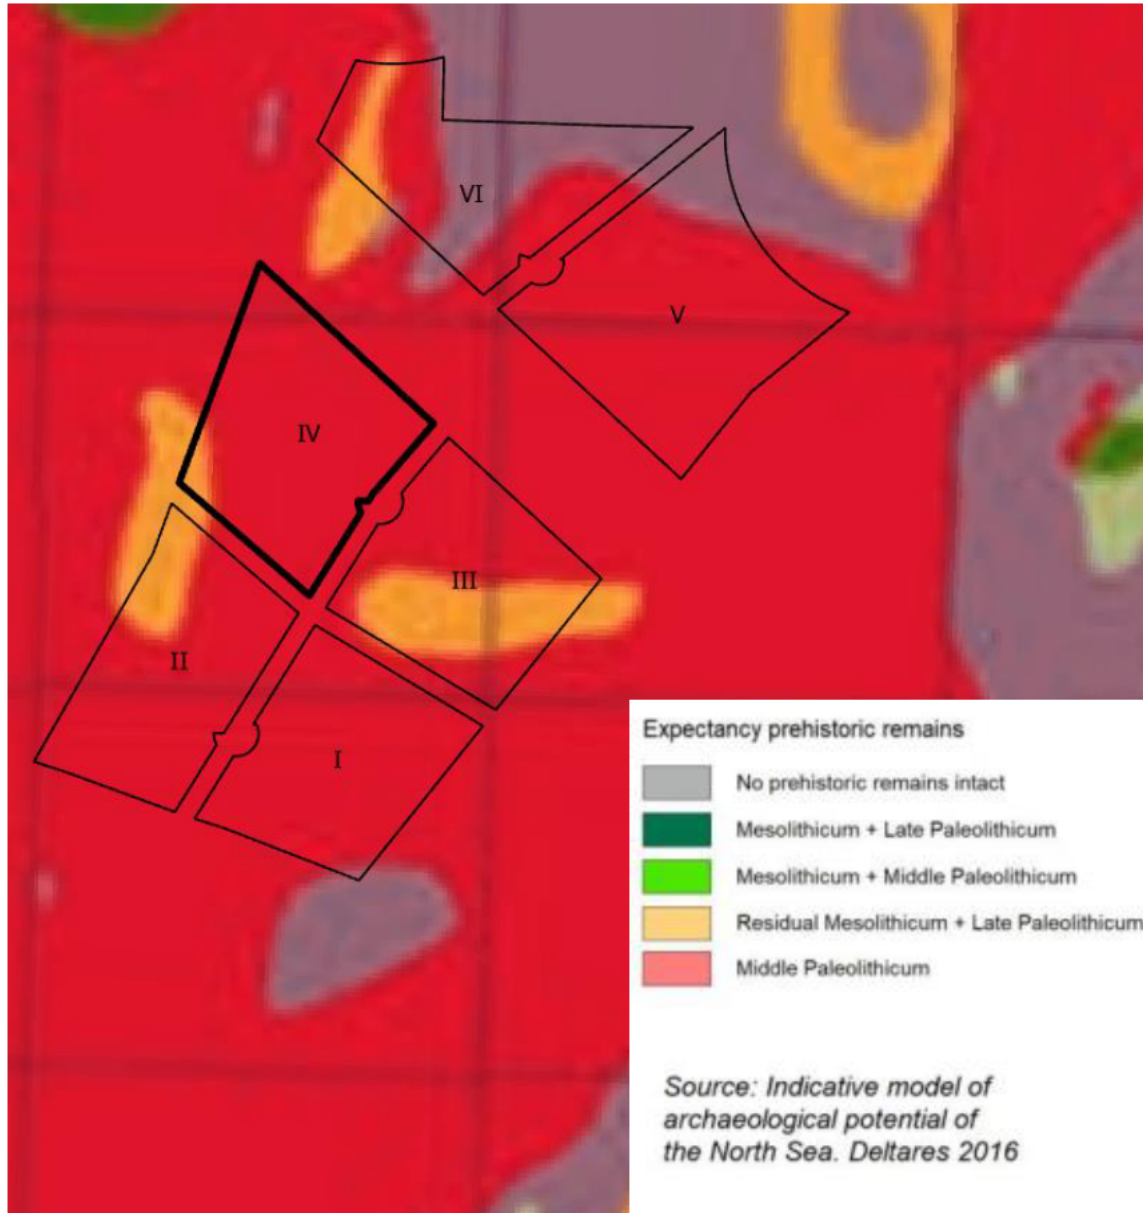 VI
V
IV
III
II
I
Expectancy prehistoric remains
No prehistoric remains intact
Mesolithicum + Late Paleolithicum
Mesolithicum + Middle Paleolithicum
Residual Mesolithicum + Late Paleolithicum
Middle Paleolithicum
Source: Indicative model of
archaeological potential of
the North Sea. Deltares 2016